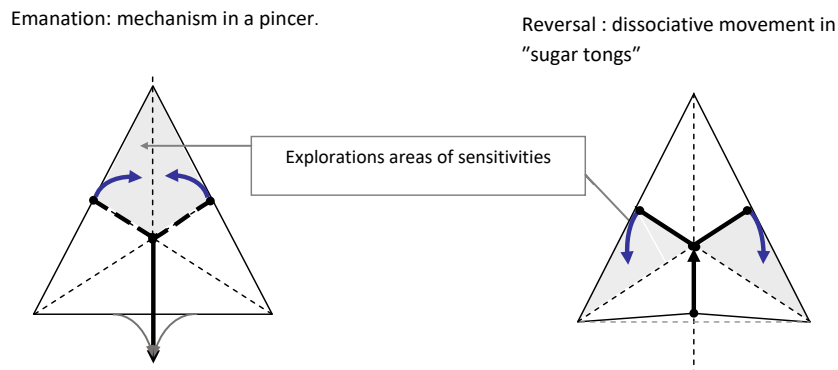 Emanation: mechanism in a pincer.
Reversal : dissociative movement in
”sugar tongs”
Explorations areas of sensitivities